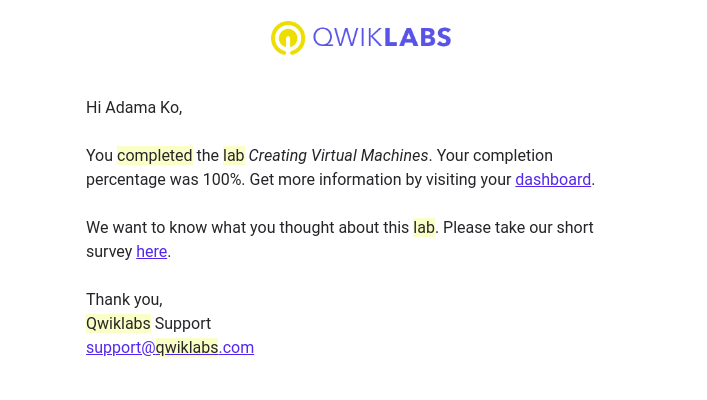 QWIKLABS
Hi Adama Ko,
You completed the lab Creating Virtual Machines. Your completion
percentage was 100%. Get more information by visiting your dashboard.
We want to know what you thought about this lab. Please take our short
survey here.
Thank you,
Qwiklabs Support
support@qwiklabs.com